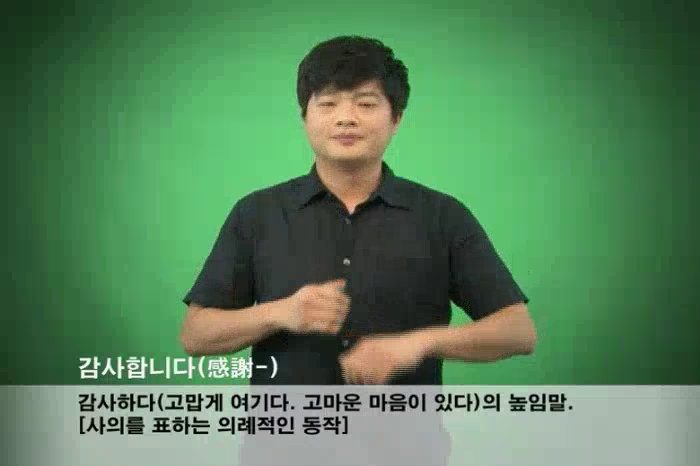 감사합니다(感謝-)
감사하다(고맙게 여기다. 고마운 마음이 있다)의 높임말.
[사의를 표하는 의례적인 동작]